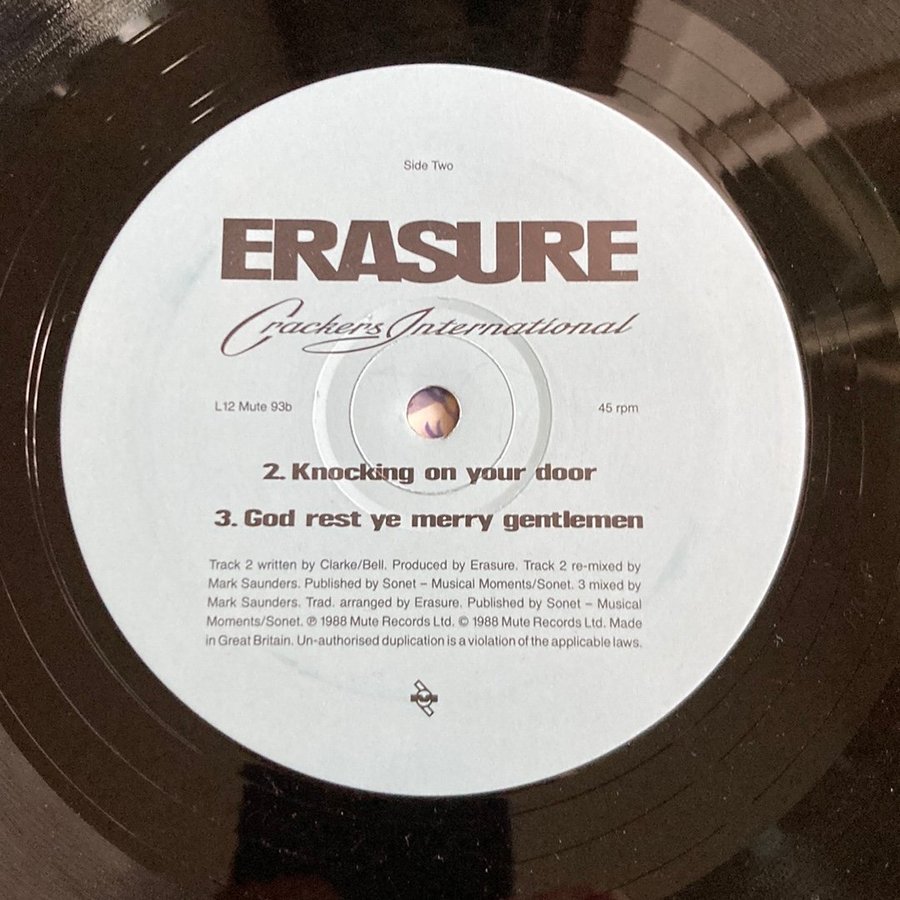 Side Two
ERASURE
Crackers International
L12 Mute 93b 45 rpm
2. Knocking on your door
3. God rest ye merry gentlemen
Track 2 written by Clarke/Bell. Produced by Erasure. Track 2 re-mixed by
Mark Saunders. Published by Sonet – Musical Moments/Sonet. 3 mixed by
Mark Saunders. Trad. arranged by Erasure. Published by Sonet – Musical
Moments/Sonet. ℗ 1988 Mute Records Ltd. © 1988 Mute Records Ltd. Made
in Great Britain. Un-authorised duplication is a violation of the applicable laws.